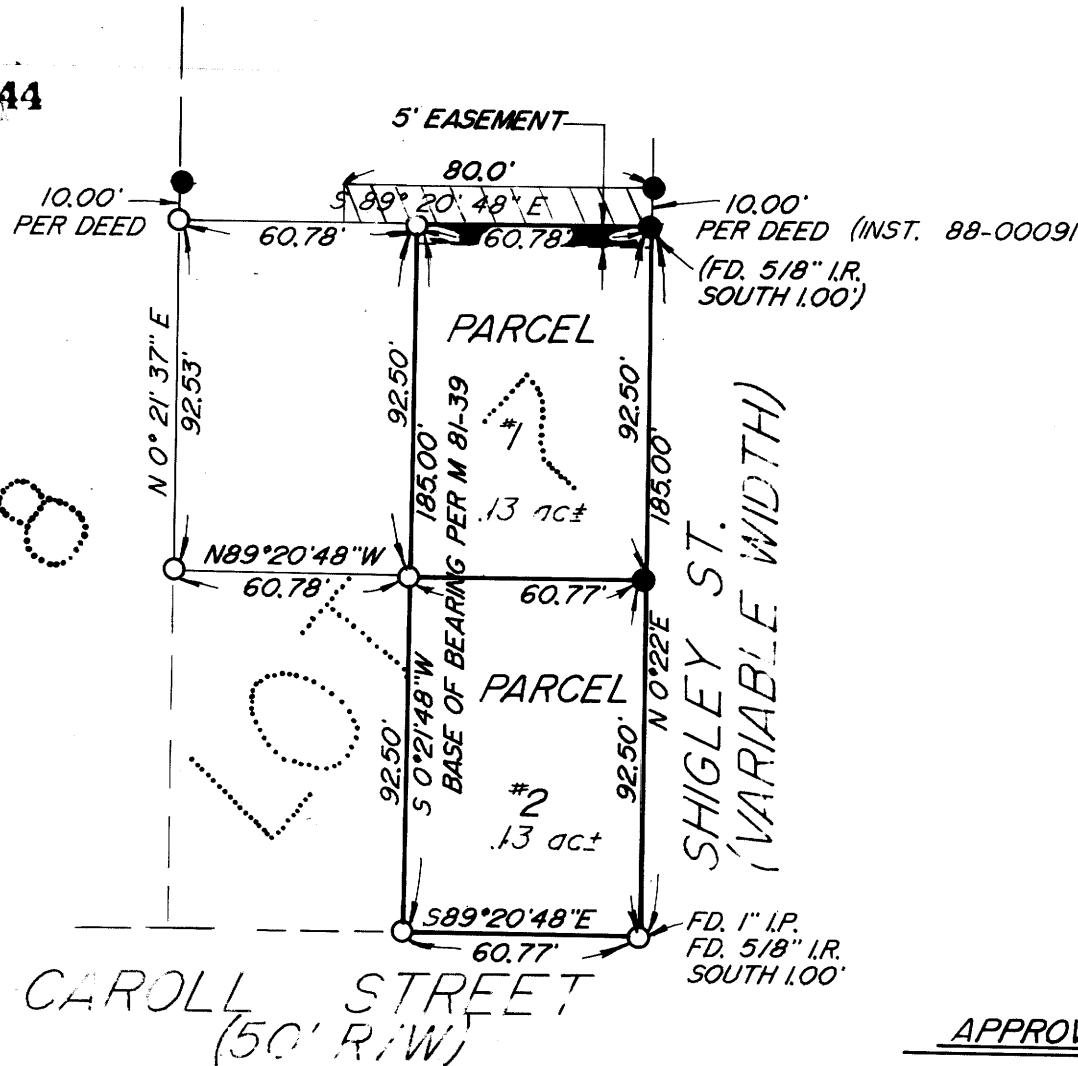 44
5' EASEMENT
80.0'
10.00'
PER DEED
S 89° 20' 48" E
10.00'
PER DEED (INST. 88-00091
60.78'
60.78'
(FD. 5/8" I.R.
SOUTH 1.00')
PARCEL
#1
.13 ac±
N 0° 21' 37" E
92.53'
92.50'
185.00'
BASE OF BEARING PER M 81-39
92.50'
185.00'
SHIGLEY ST.
(VARIABLE WIDTH)
8
LOT 7
N89°20'48"W
60.78'
60.77'
S 0°21'48"W
92.50'
N 0°22'E
92.50'
PARCEL
#2
.13 ac±
S89°20'48"E
60.77'
FD. 1" I.P.
FD. 5/8" I.R.
SOUTH 1.00'
CAROLL STREET
(50' R/W)
APPROV